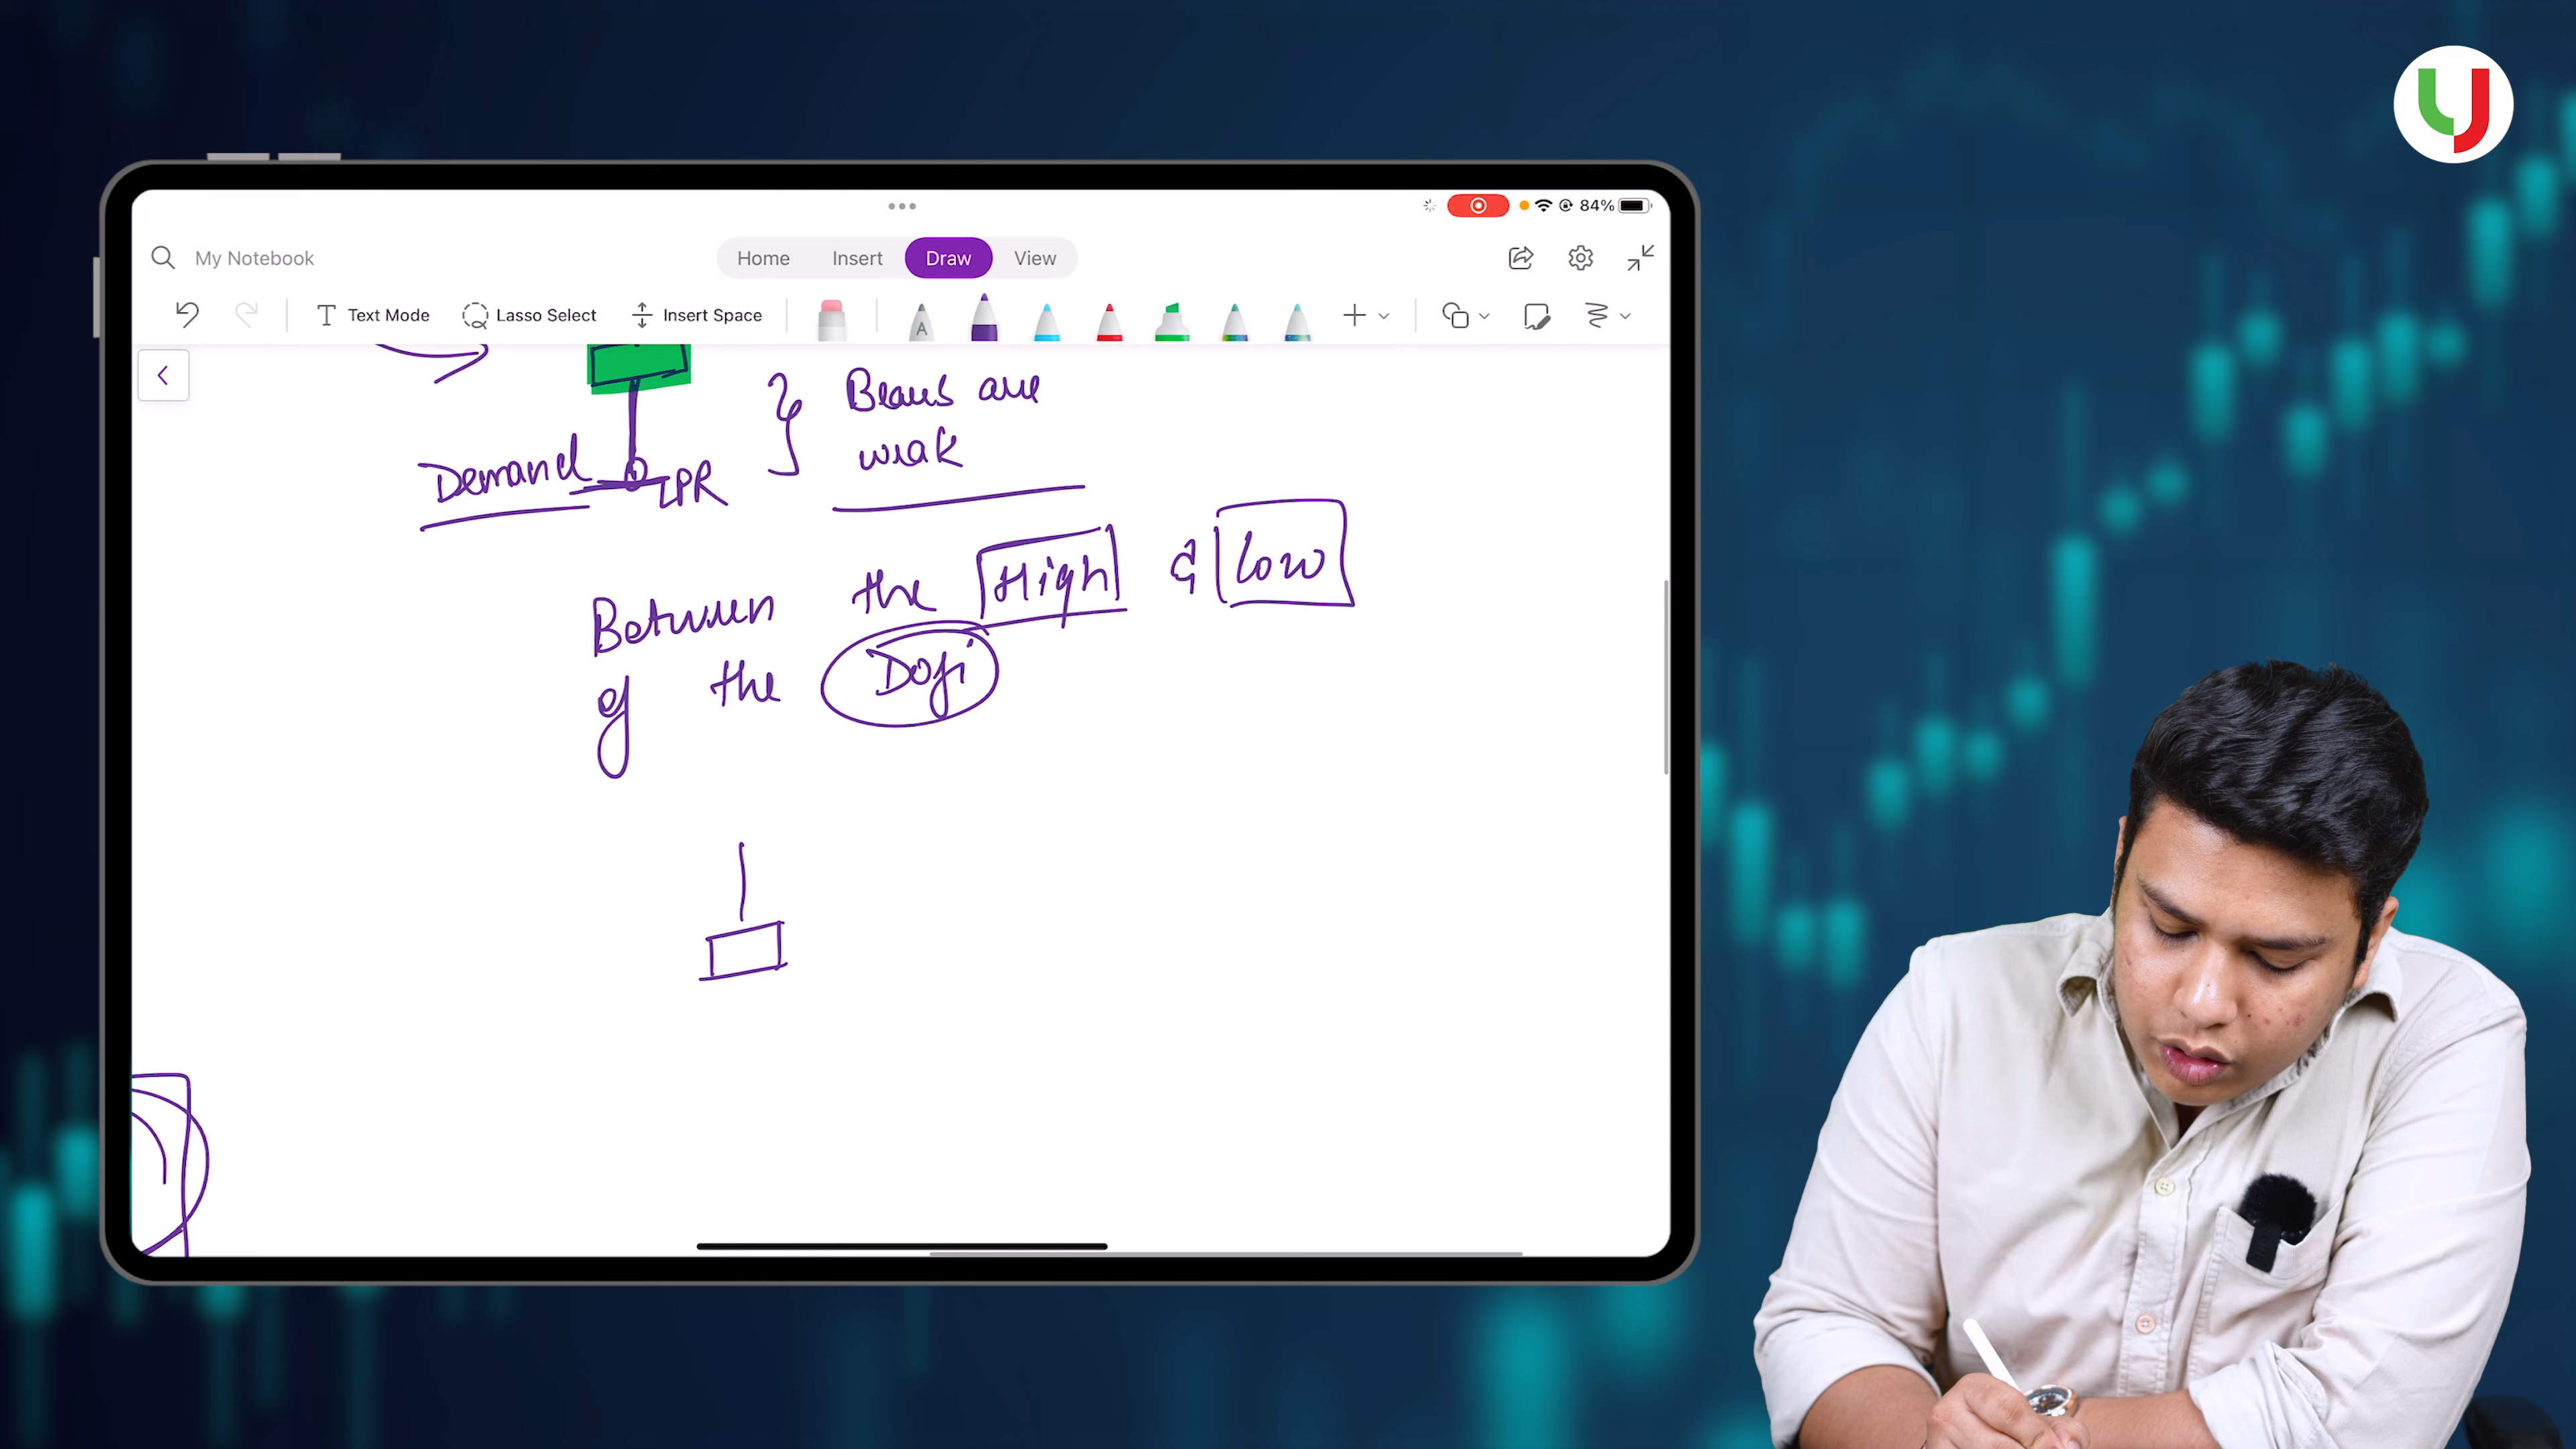 84%
My Notebook
Home Insert Draw View
Text Mode Lasso Select Insert Space
A
Bears are
weak
Demand LPR
Between the High & Low
of the Doji